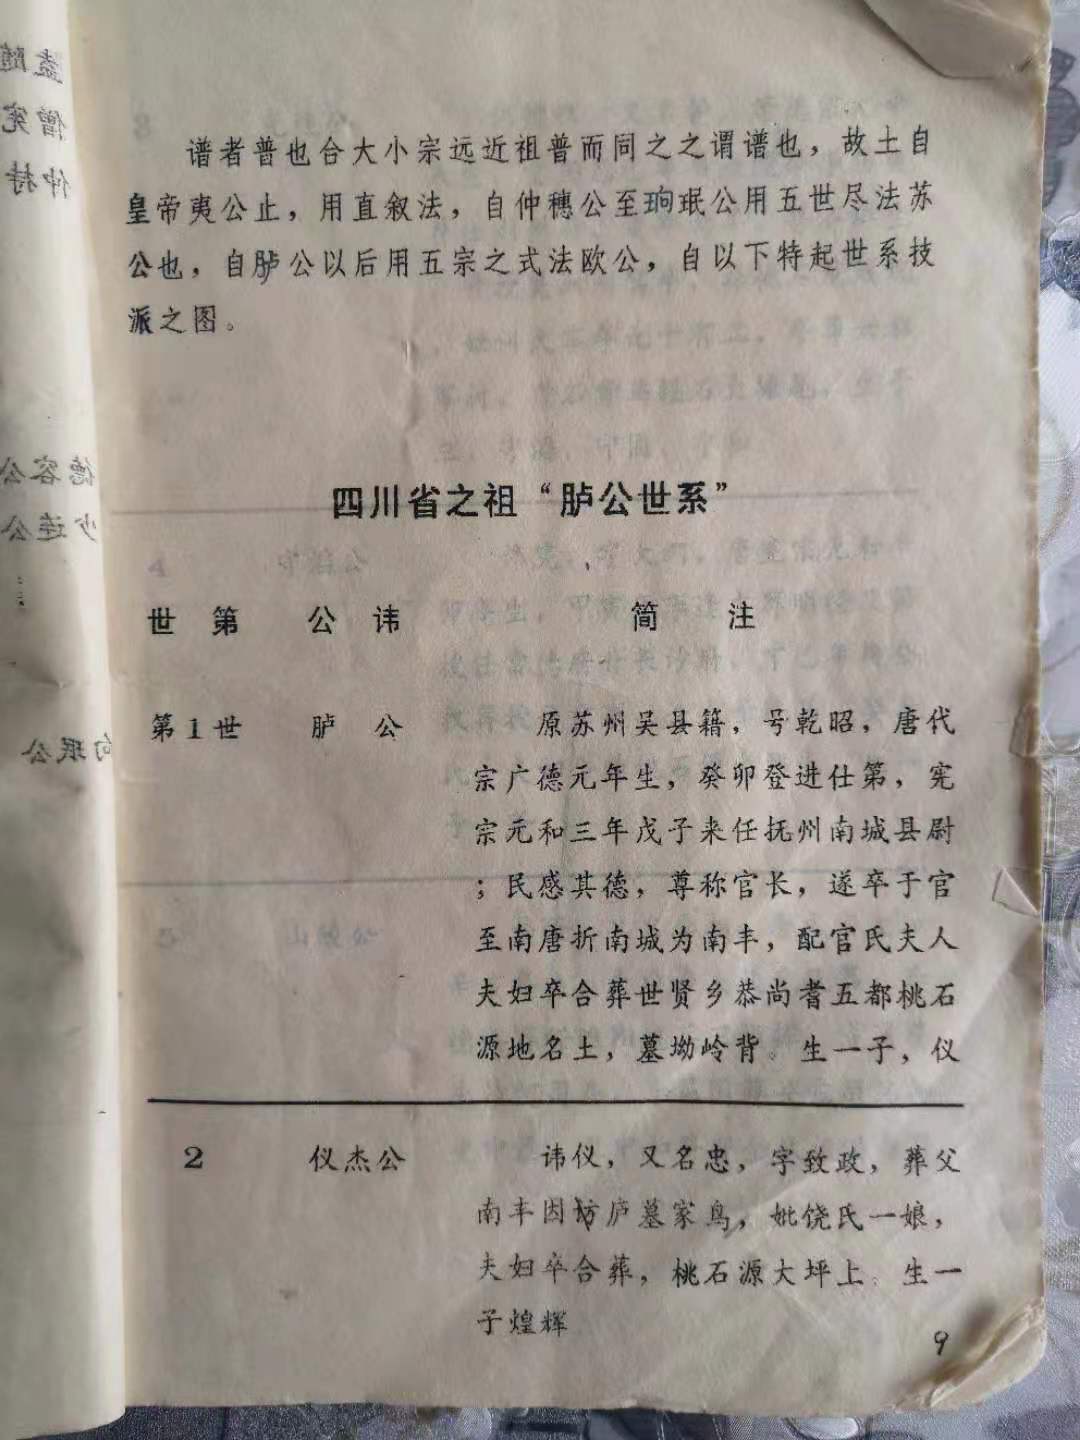 谱者普也合大小宗远近祖普而同之之谓谱也，故土自
皇帝夷公止，用直叙法，自仲穗公至珣珉公用五世尽法苏
公也，自胪公以后用五宗之式法欧公，自以下特起世系技
派之图。
四川省之祖“胪公世系”
世 第 公 讳 简 注
第1世 胪 公 原苏州吴县籍，号乾昭，唐代
宗广德元年生，癸卯登进仕第，宪
宗元和三年戊子来任抚州南城县尉
；民感其德，尊称官长，遂卒于官
至南唐折南城为南丰，配官氏夫人
夫妇卒合葬世贤乡恭尚耆五都桃石
源地名土，墓坳岭背。生一子，仪
2 仪杰公 讳仪，又名忠，字致政，葬父
南丰因访庐墓家鸟，妣饶氏一娘，
夫妇卒合葬，桃石源大坪上。生一
子煌辉
9